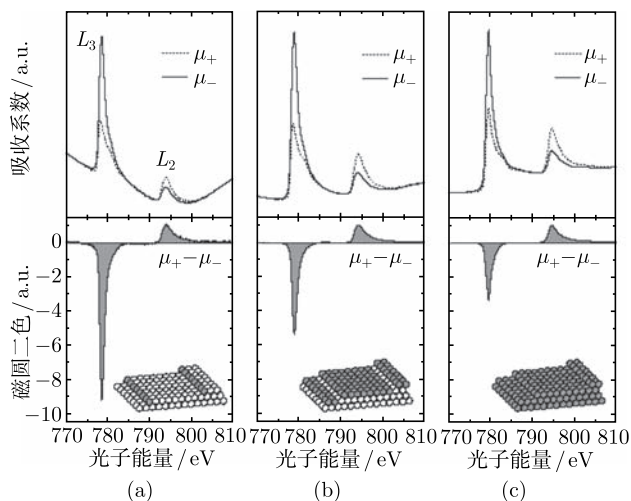 L3
L2
μ+
μ−
μ+
μ−
μ+
μ−
吸收系数/a.u.
0
−2
−4
−6
−8
−10
磁圆二色/a.u.
μ+−μ−
μ+−μ−
μ+−μ−
770 780 790 800 810
770 780 790 800 810
770 780 790 800 810
光子能量/eV
光子能量/eV
光子能量/eV
(a)
(b)
(c)